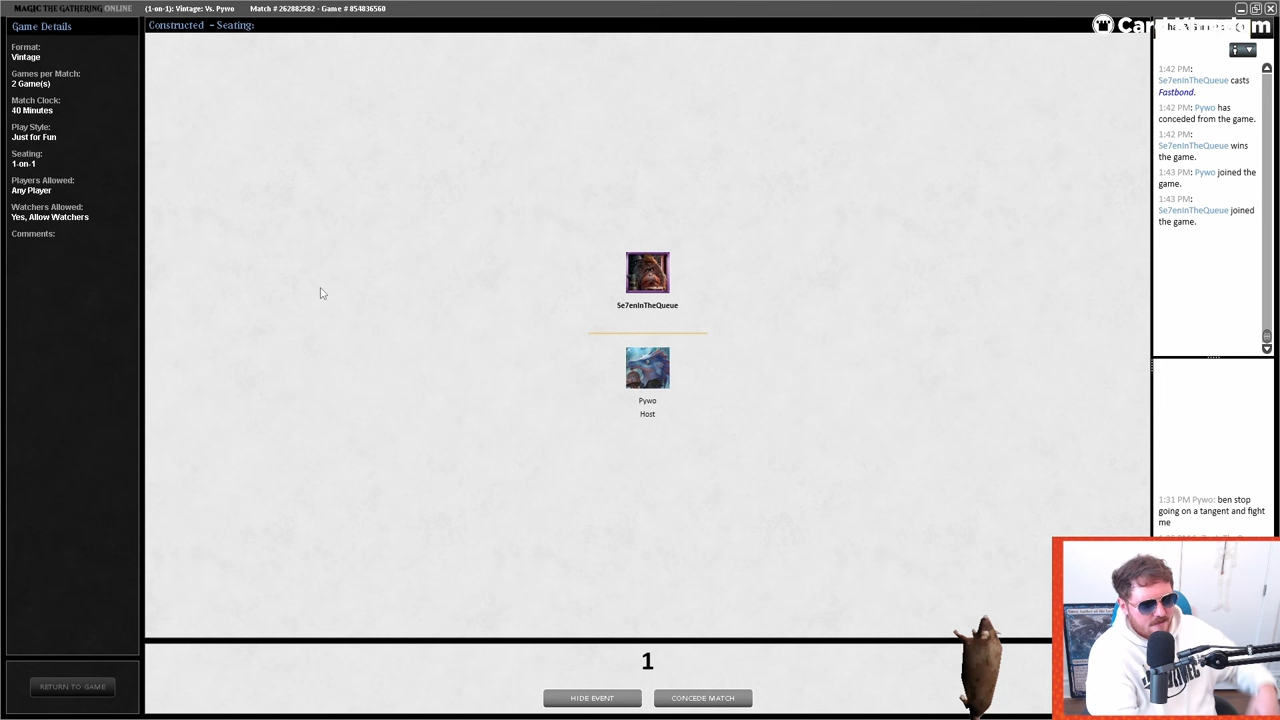 MAGIC THE GATHERING ONLINE
(1-on-1): Vintage: Vs. Pywo
Match # 262882582 - Game # 854836560
Game Details
Constructed - Seating:
Format:
Vintage
Games per Match:
2 Game(s)
Match Clock:
40 Minutes
Play Style:
Just for Fun
Seating:
1-on-1
Players Allowed:
Any Player
Watchers Allowed:
Yes, Allow Watchers
Comments:
Se7enInTheQueue
Pywo
Host
1:42 PM:
Se7enInTheQueue casts
Fastbond.
1:42 PM: Pywo has
conceded from the game.
1:42 PM:
Se7enInTheQueue wins
the game.
1:43 PM: Pywo joined the
game.
1:43 PM:
Se7enInTheQueue joined
the game.
1:31 PM Pywo: ben stop
going on a tangent and fight
me
1
RETURN TO GAME
HIDE EVENT
CONCEDE MATCH